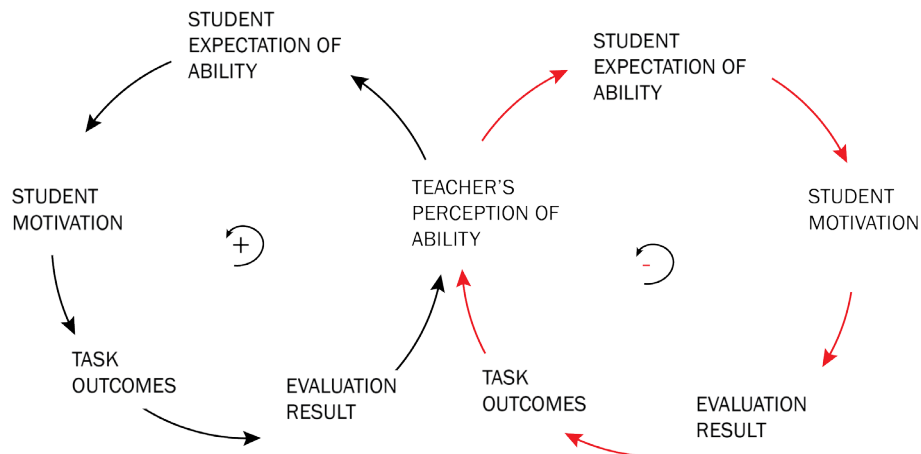 STUDENT
EXPECTATION OF
ABILITY
STUDENT
EXPECTATION OF
ABILITY
TEACHER'S
PERCEPTION OF
ABILITY
STUDENT
MOTIVATION
STUDENT
MOTIVATION
+
-
TASK
OUTCOMES
EVALUATION
RESULT
TASK
OUTCOMES
EVALUATION
RESULT